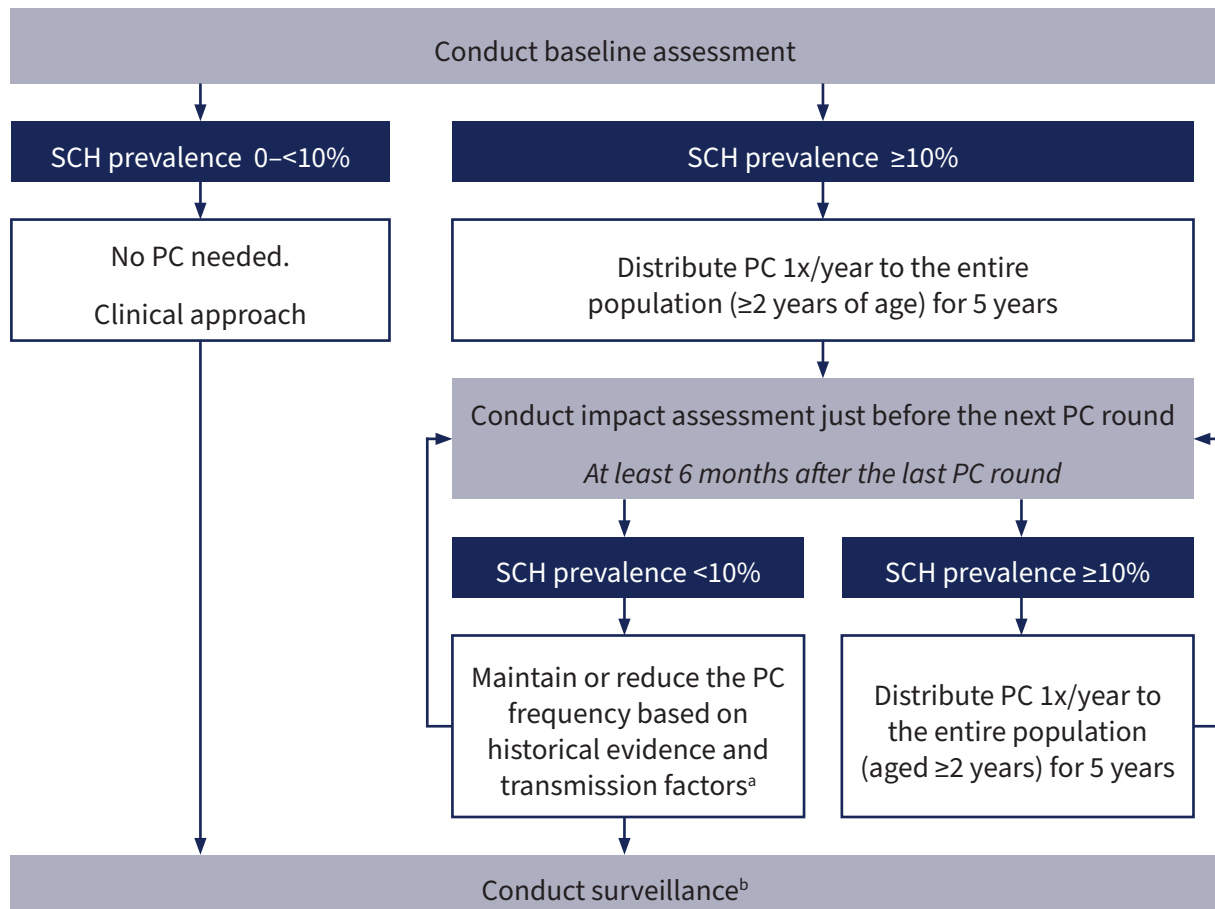 Conduct baseline assessment
SCH prevalence 0–<10%
SCH prevalence ≥10%
No PC needed.
Clinical approach
Distribute PC 1x/year to the entire
population (≥2 years of age) for 5 years
Conduct impact assessment just before the next PC round
At least 6 months after the last PC round
SCH prevalence <10%
SCH prevalence ≥10%
Maintain or reduce the PC
frequency based on
historical evidence and
transmission factorsᵃ
Distribute PC 1x/year to
the entire population
(aged ≥2 years) for 5 years
Conduct surveillanceᵇ